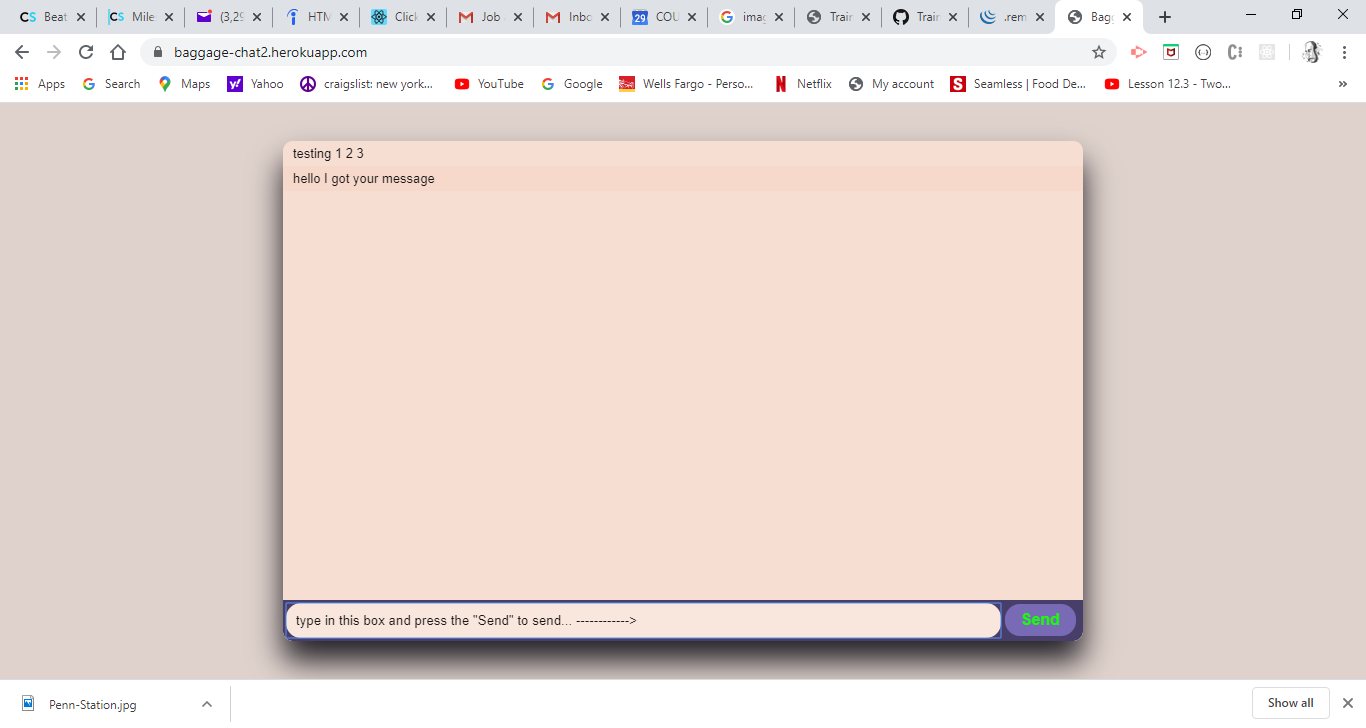 CS Beat CS Mile (3,29 HTM Click Job Inbo 29 COU imag Train Train .rem Bagg
baggage-chat2.herokuapp.com
Apps Search Maps Yahoo craigslist: new york... YouTube Google Wells Fargo - Perso... Netflix My account Seamless | Food De... Lesson 12.3 - Two... »
testing 1 2 3
hello I got your message
type in this box and press the "Send" to send... ------------> Send
Penn-Station.jpg Show all